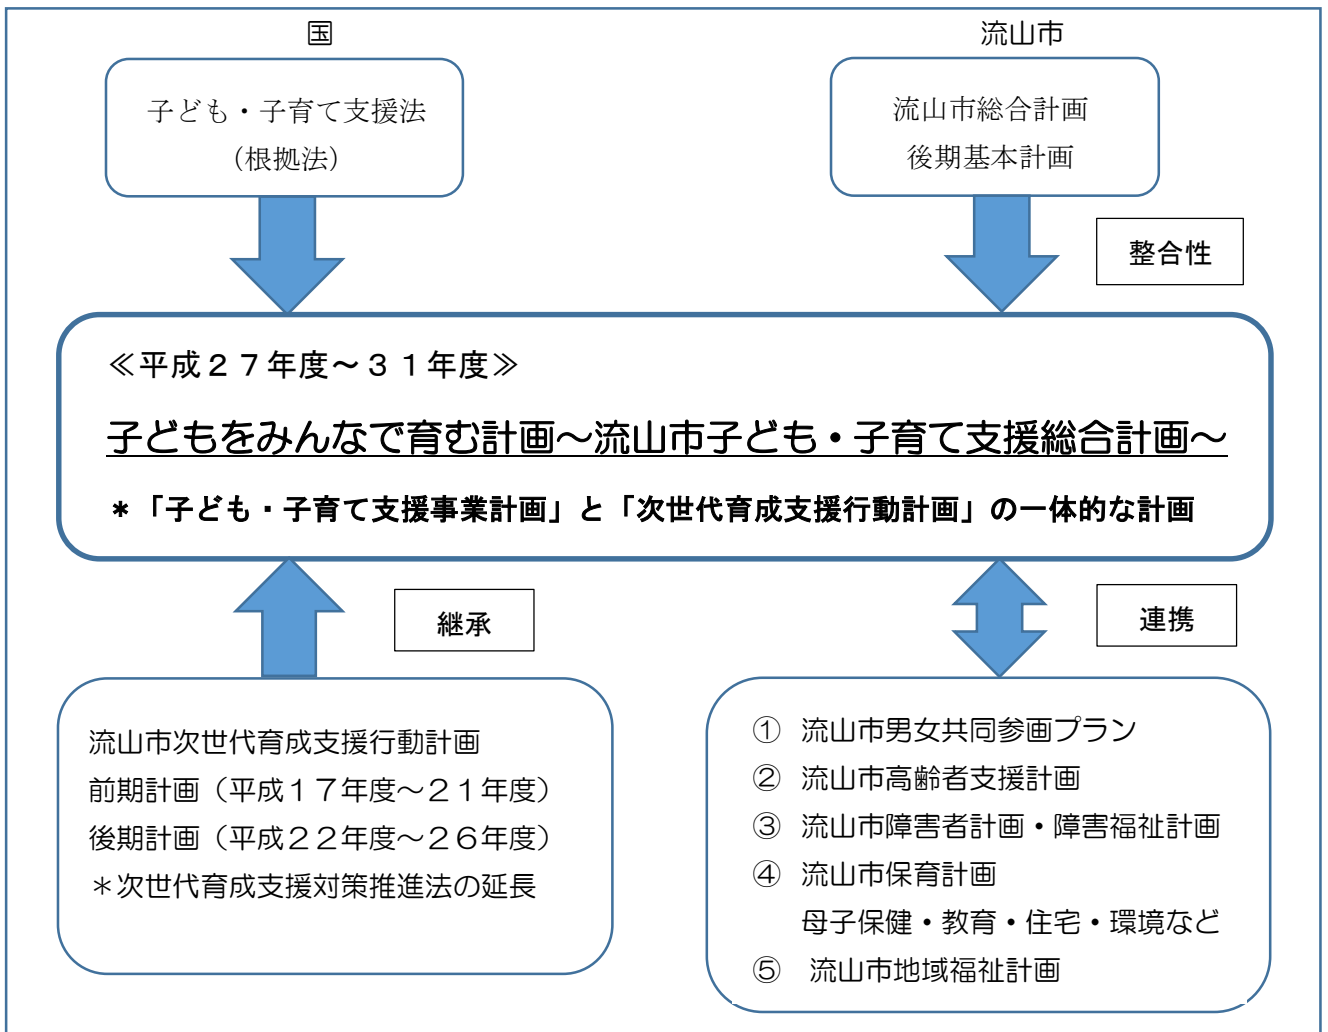 国
流山市
子ども・子育て支援法
（根拠法）
流山市総合計画
後期基本計画
整合性
≪平成２７年度～３１年度≫
子どもをみんなで育む計画～流山市子ども・子育て支援総合計画～
＊「子ども・子育て支援事業計画」と「次世代育成支援行動計画」の一体的な計画
継承
連携
流山市次世代育成支援行動計画
前期計画（平成１７年度～２１年度）
後期計画（平成２２年度～２６年度）
＊次世代育成支援対策推進法の延長
① 流山市男女共同参画プラン
② 流山市高齢者支援計画
③ 流山市障害者計画・障害福祉計画
④ 流山市保育計画
母子保健・教育・住宅・環境など
⑤ 流山市地域福祉計画